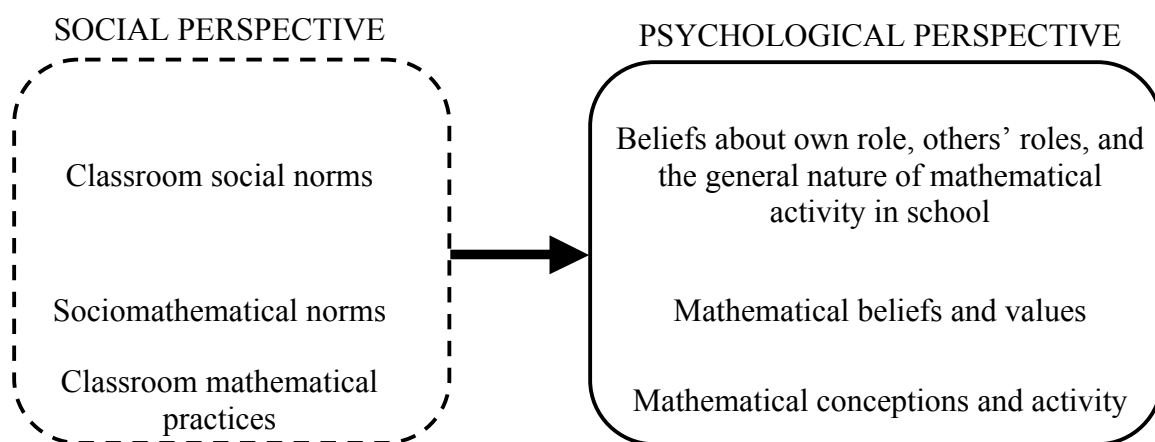 SOCIAL PERSPECTIVE
Classroom social norms
Sociomathematical norms
Classroom mathematical
practices
PSYCHOLOGICAL PERSPECTIVE
Beliefs about own role, others’ roles, and
the general nature of mathematical
activity in school
Mathematical beliefs and values
Mathematical conceptions and activity